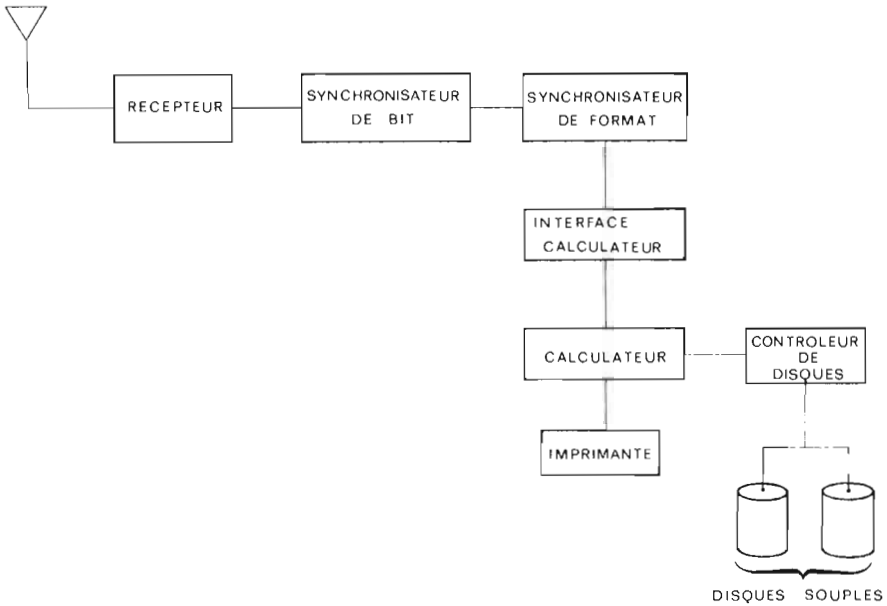 RECEPTEUR
SYNCHRONISATEUR
DE BIT
SYNCHRONISATEUR
DE FORMAT
INTERFACE
CALCULATEUR
CALCULATEUR
CONTROLEUR
DE
DISQUES
IMPRIMANTE
DISQUES SOUPLES